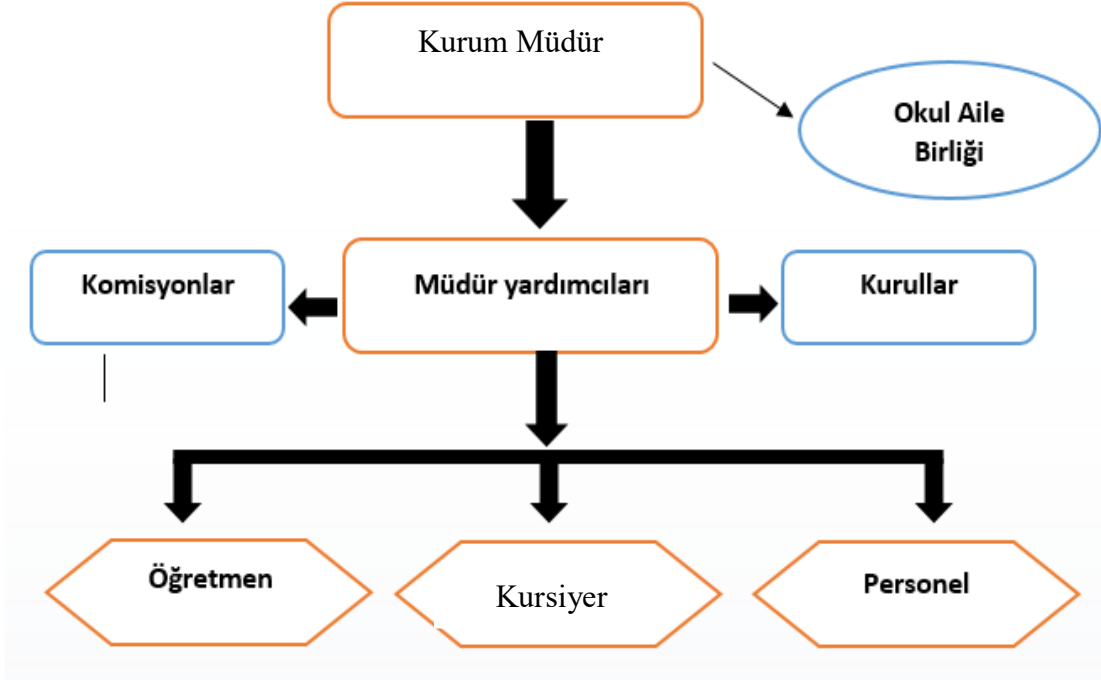 Kurum Müdür
Okul Aile
Birliği
Komisyonlar
Müdür yardımcıları
Kurullar
Öğretmen
Kursiyer
Personel